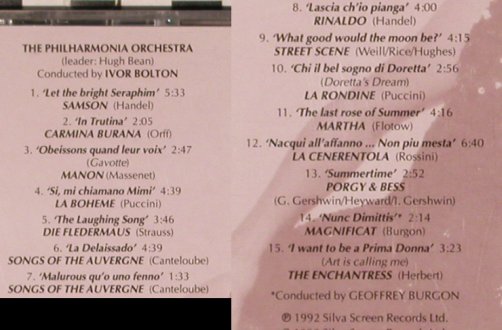 THE PHILHARMONIA ORCHESTRA
(leader: Hugh Bean)
Conducted by IVOR BOLTON
1. 'Let the bright Seraphim' 5:33
SAMSON (Handel)
2. 'In Trutina' 2:05
CARMINA BURANA (Orff)
3. 'Obeissons quand leur voix' 2:47
(Gavotte)
MANON (Massenet)
4. 'Si, mi chiamano Mimi' 4:39
LA BOHEME (Puccini)
5. 'The Laughing Song' 3:46
DIE FLEDERMAUS (Strauss)
6. 'La Delaissado' 4:39
SONGS OF THE AUVERGNE (Canteloube)
7. 'Malurous qu'o uno fenno' 1:33
SONGS OF THE AUVERGNE (Canteloube)
8. 'Lascia ch'io pianga' 4:00
RINALDO (Handel)
9. 'What good would the moon be?' 4:15
STREET SCENE (Weill/Rice/Hughes)
10. 'Chi il bel sogno di Doretta' 2:56
(Doretta's Dream)
LA RONDINE (Puccini)
11. 'The last rose of Summer' 4:16
MARTHA (Flotow)
12. 'Nacqui all'affanno ... Non piu mesta' 6:40
LA CENERENTOLA (Rossini)
13. 'Summertime' 2:52
PORGY & BESS
(G. Gershwin/Heyward/I. Gershwin)
14. 'Nunc Dimittis'* 2:14
MAGNIFICAT (Burgon)
15. 'I want to be a Prima Donna' 3:23
(Art is calling me)
THE ENCHANTRESS (Herbert)
*Conducted by GEOFFREY BURGON
℗ 1992 Silva Screen Records Ltd.